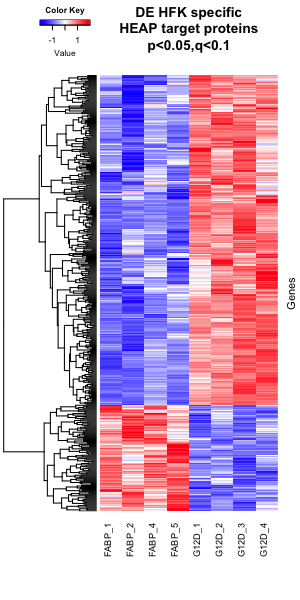 Color Key
-1 1
Value
DE HFK specific
HEAP target proteins
p<0.05,q<0.1
Genes
FABP_1
FABP_2
FABP_4
FABP_5
G12D_1
G12D_2
G12D_3
G12D_4